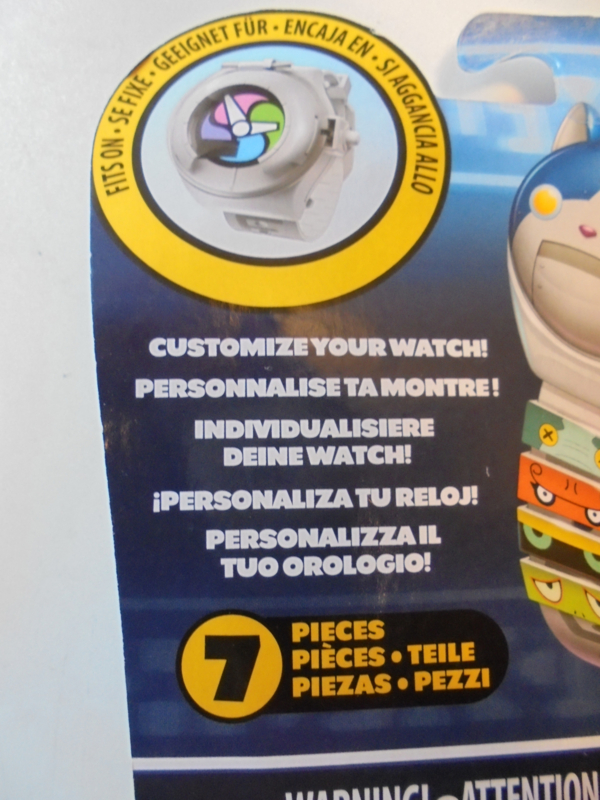 FITS ON • SE FIXE • GEEIGNET FÜR • ENCAJA EN • SI AGGANCIA ALLO
CUSTOMIZE YOUR WATCH!
PERSONNALISE TA MONTRE !
INDIVIDUALISIERE
DEINE WATCH!
¡PERSONALIZA TU RELOJ!
PERSONALIZZA IL
TUO OROLOGIO!
7
PIECES
PIÈCES • TEILE
PIEZAS • PEZZI
WARNING! ATTENTION